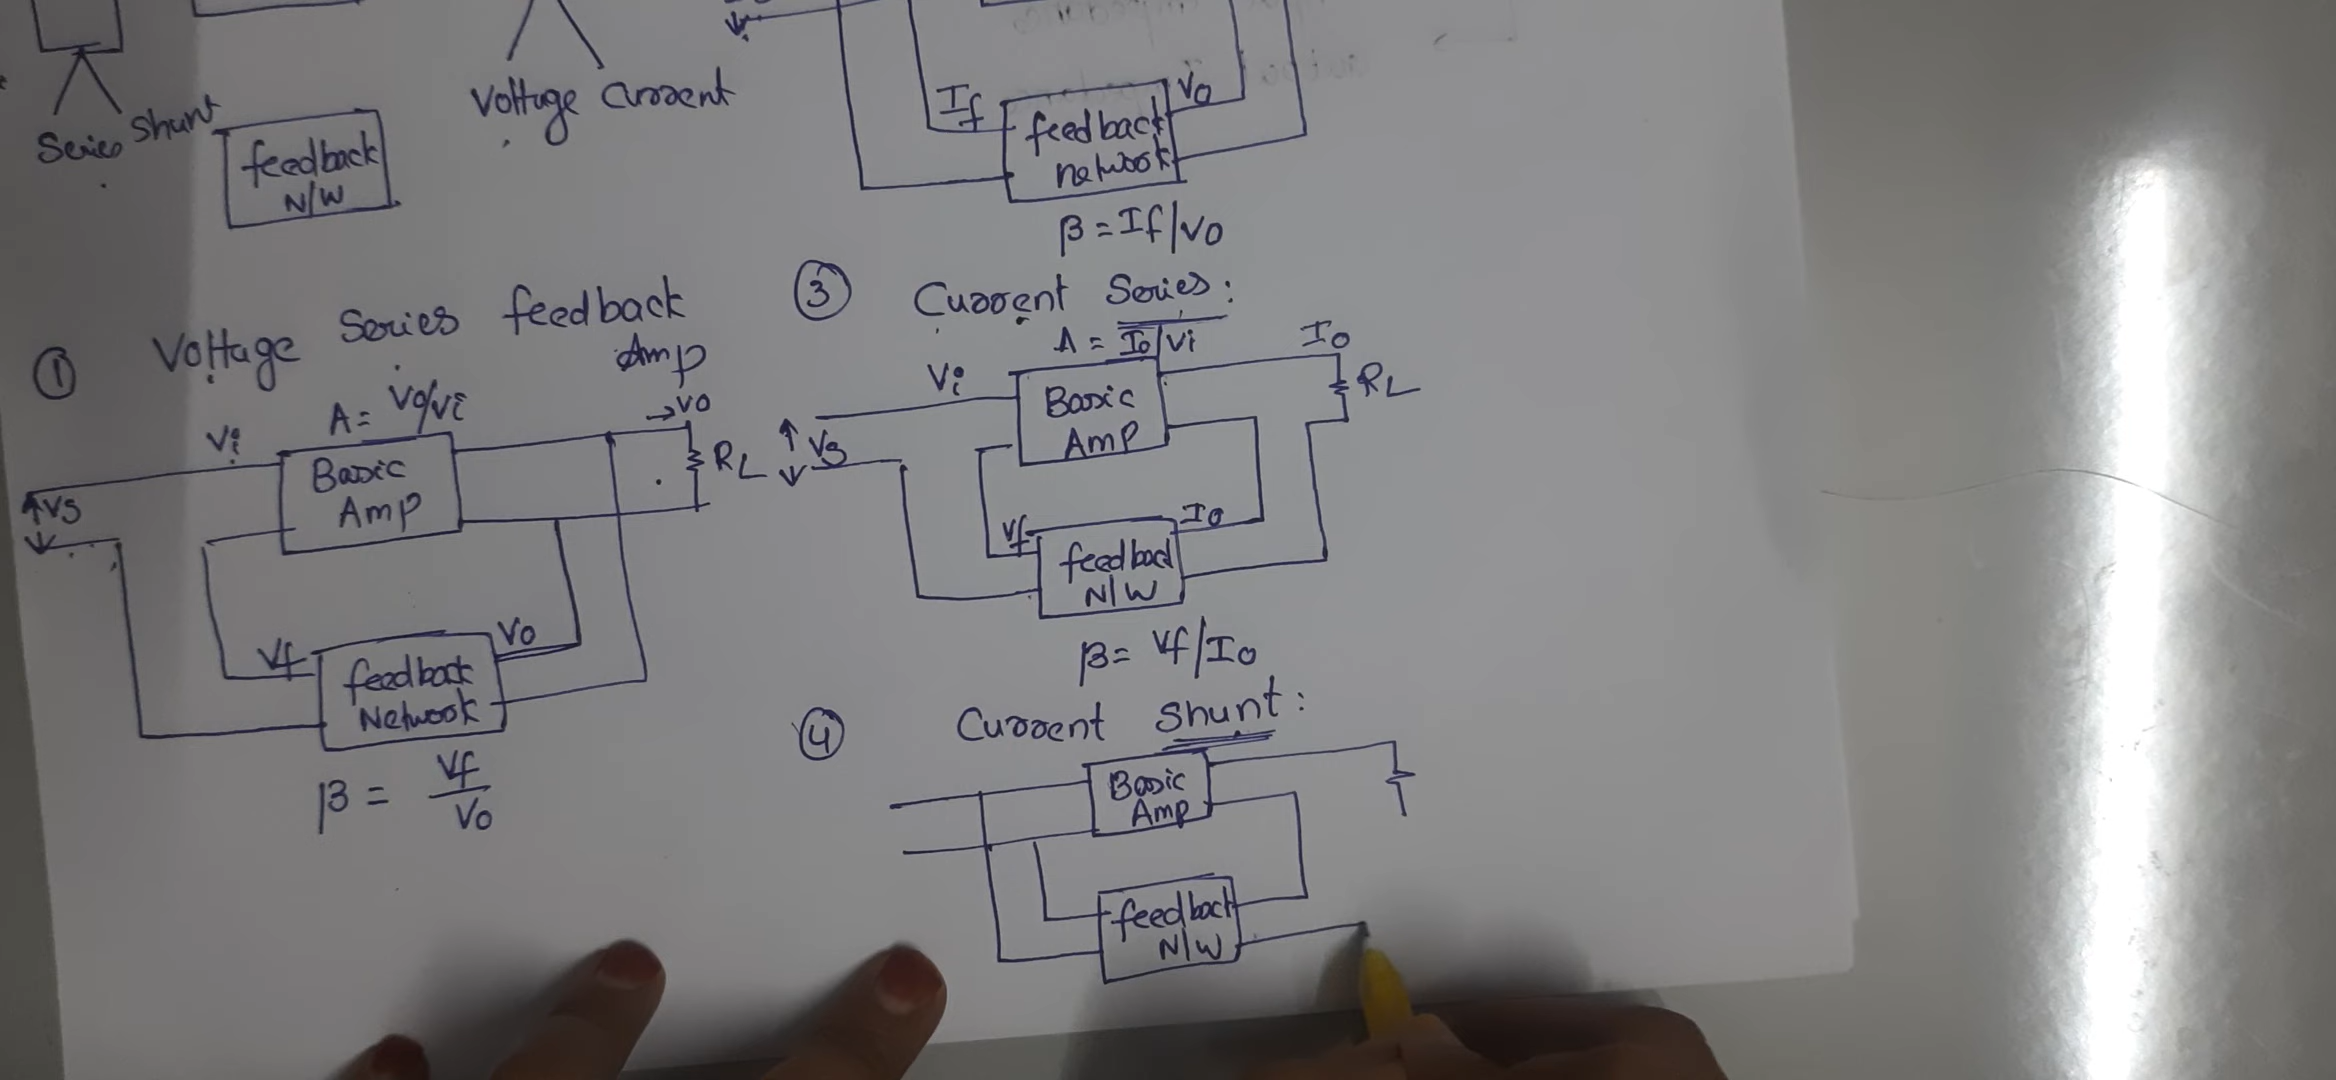 Series Shunt
feedback
N/W
Voltage Current
If
Vo
feedback
network
β = If/Vo
① Voltage Series feedback
Amp
A = Vo/Vi
Vi
→Vo
Basic
Amp
RL
Vs
Vf
Vo
feedback
Network
β = Vf
Vo
③ Current Series:
A = Io/Vi
Io
Vi
Basic
Amp
RL
Vs
Vf
Io
feedback
N/W
β = Vf/Io
④ Current Shunt:
Basic
Amp
feedback
N/W